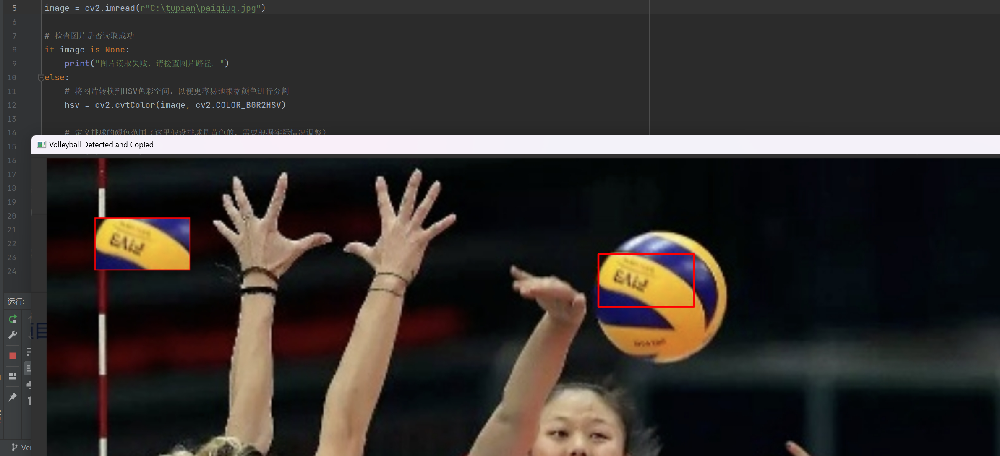 5 image = cv2.imread(r"C:\tupian\paiqiuq.jpg")
6
7 # 检查图片是否读取成功
8 if image is None:
9 print("图片读取失败，请检查图片路径。")
10 else:
11 # 将图片转换到HSV色彩空间，以便更容易地根据颜色进行分割
12 hsv = cv2.cvtColor(image, cv2.COLOR_BGR2HSV)
13
14 # 定义排球的颜色范围（这里假设排球是黄色的，需要根据实际情况调整）
15
Volleyball Detected and Copied
16
17
18
19
20
21
22
23
24
运行: